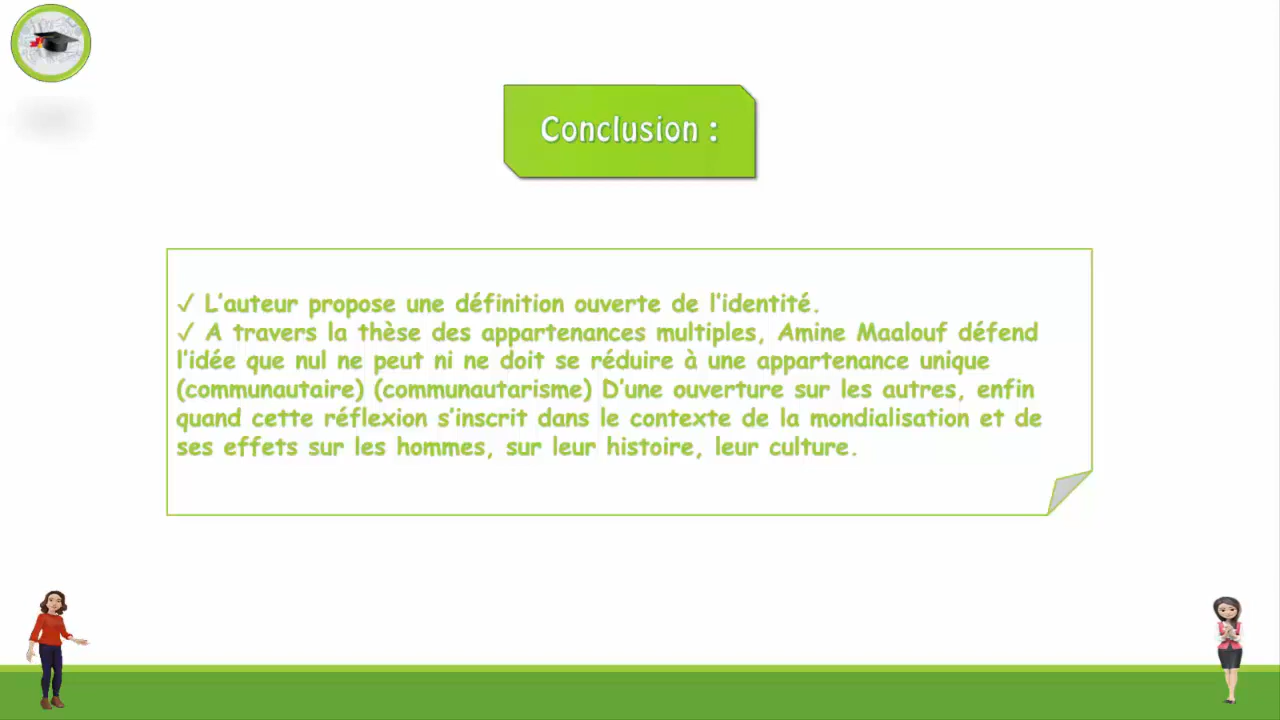 Conclusion :
✓ L'auteur propose une définition ouverte de l'identité.
✓ A travers la thèse des appartenances multiples, Amine Maalouf défend
l'idée que nul ne peut ni ne doit se réduire à une appartenance unique
(communautaire) (communautarisme) D'une ouverture sur les autres, enfin
quand cette réflexion s'inscrit dans le contexte de la mondialisation et de
ses effets sur les hommes, sur leur histoire, leur culture.